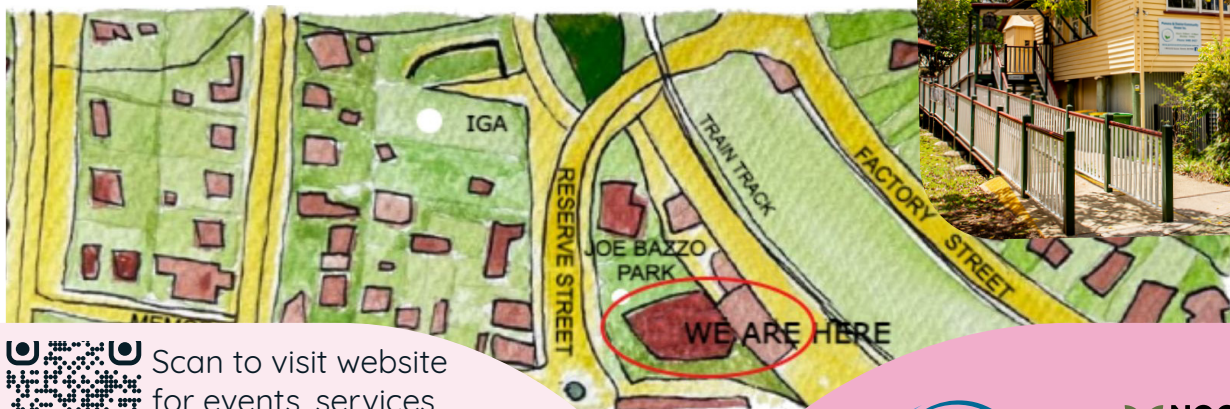 IGA
TRAIN TRACK
FACTORY STREET
RESERVE STREET
JOE BAZZO
PARK
WE ARE HERE
Scan to visit website
for events, services